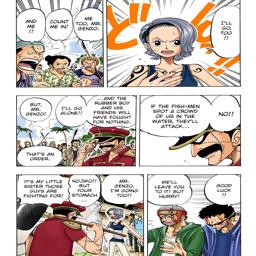 I'LL
GO
TOO!!
ど
ME TOO,
MR. GENZO.
COUNT
ME IN!
AND
ME
!!
NO!!
IF THE FISH-MEN
SPOT A CROWD
OF US IN THE
WATER, THEY'LL
ATTACK...
...AND THE
RUBBER BOY
AND HIS
FRIENDS WILL
HAVE FOUGHT
FOR NOTHING.
I'LL GO
ALONE!!
BUT,
MR.
GENZO!
THAT'S AN
ORDER.
GOOD
LUCK
!!
WE'LL
LEAVE YOU
TO IT! BUT
HURRY!
MR.
GENZO,
I'M GOING
TOO!!
NOJIKO!!
BUT
YOUR
STOMACH
IT'S MY LITTLE
SISTER THOSE
GUYS ARE
FIGHTING FOR!